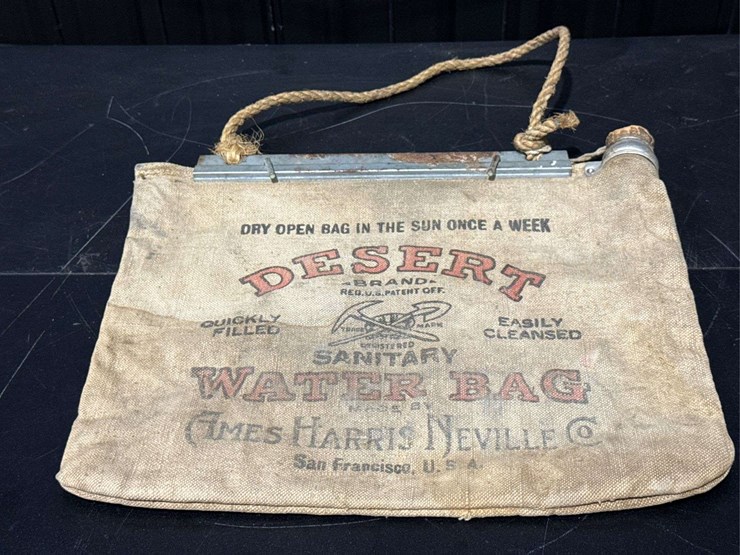 DRY OPEN BAG IN THE SUN ONCE A WEEK
DESERT
BRAND
REG. U.S. PATENT OFF.
QUICKLY
FILLED
TRADE MARK
REGISTERED
EASILY
CLEANSED
SANITARY
WATER BAG
MADE BY
AMES HARRIS NEVILLE CO
San Francisco, U.S.A.